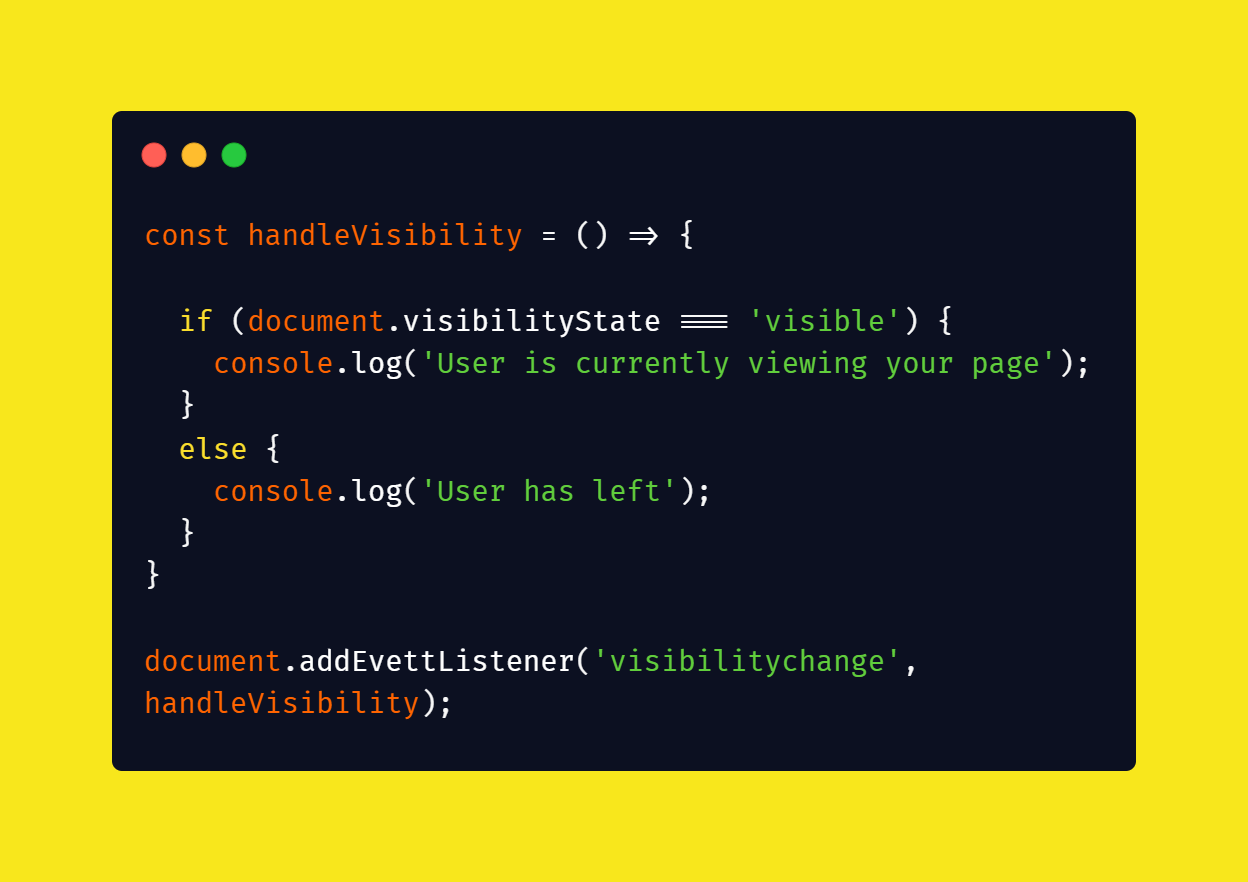 const handleVisibility = () => {
if (document.visibilityState === 'visible') {
console.log('User is currently viewing your page');
}
else {
console.log('User has left');
}
}
document.addEvettListener('visibilitychange',
handleVisibility);